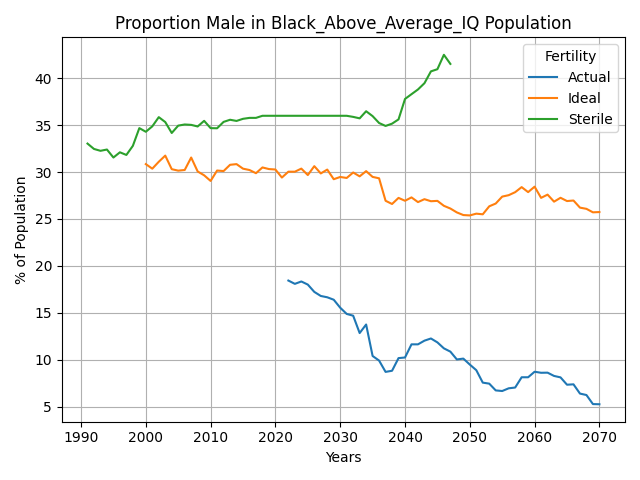 Proportion Male in Black_Above_Average_IQ Population
Fertility
Actual
Ideal
Sterile
% of Population
40
35
30
25
20
15
10
5
1990 2000 2010 2020 2030 2040 2050 2060 2070
Years